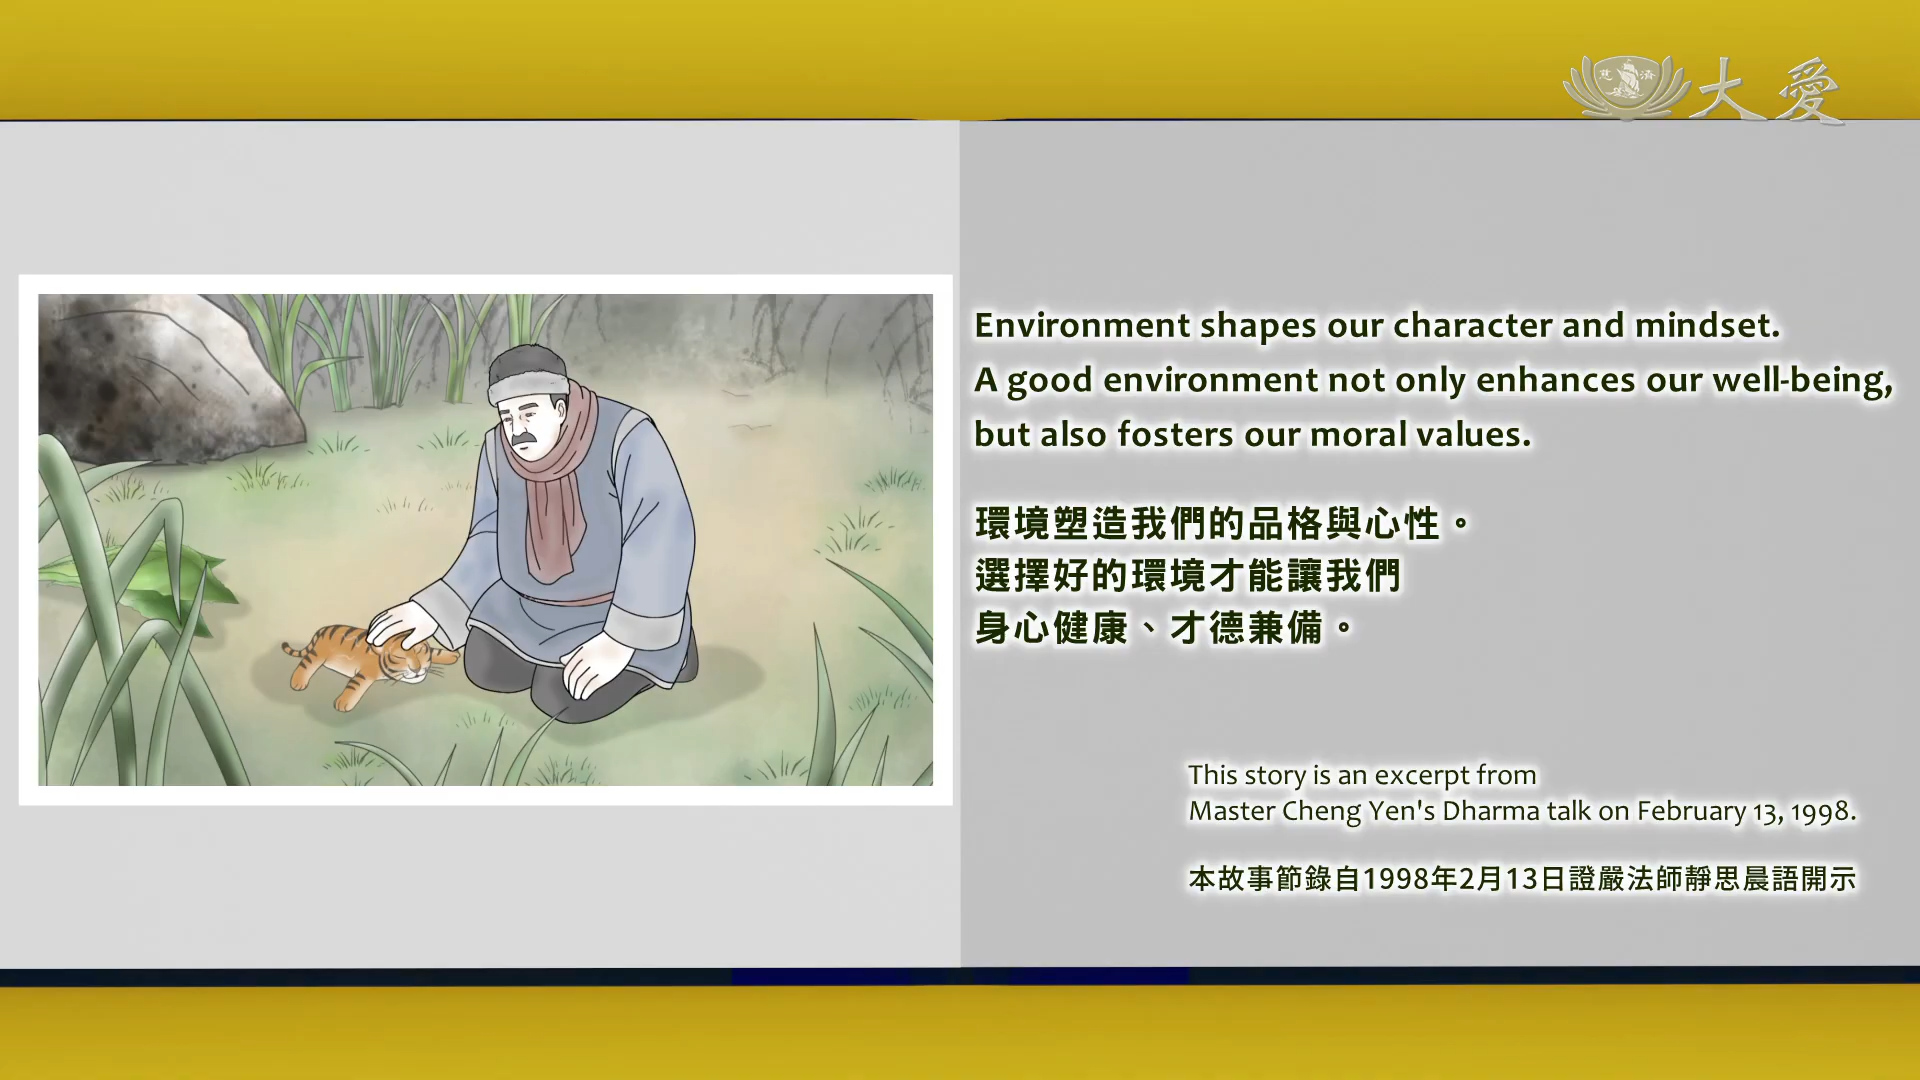 慈濟
大愛
Environment shapes our character and mindset.
A good environment not only enhances our well-being,
but also fosters our moral values.
環境塑造我們的品格與心性。
選擇好的環境才能讓我們
身心健康、才德兼備。
This story is an excerpt from
Master Cheng Yen's Dharma talk on February 13, 1998.
本故事節錄自1998年2月13日證嚴法師靜思晨語開示